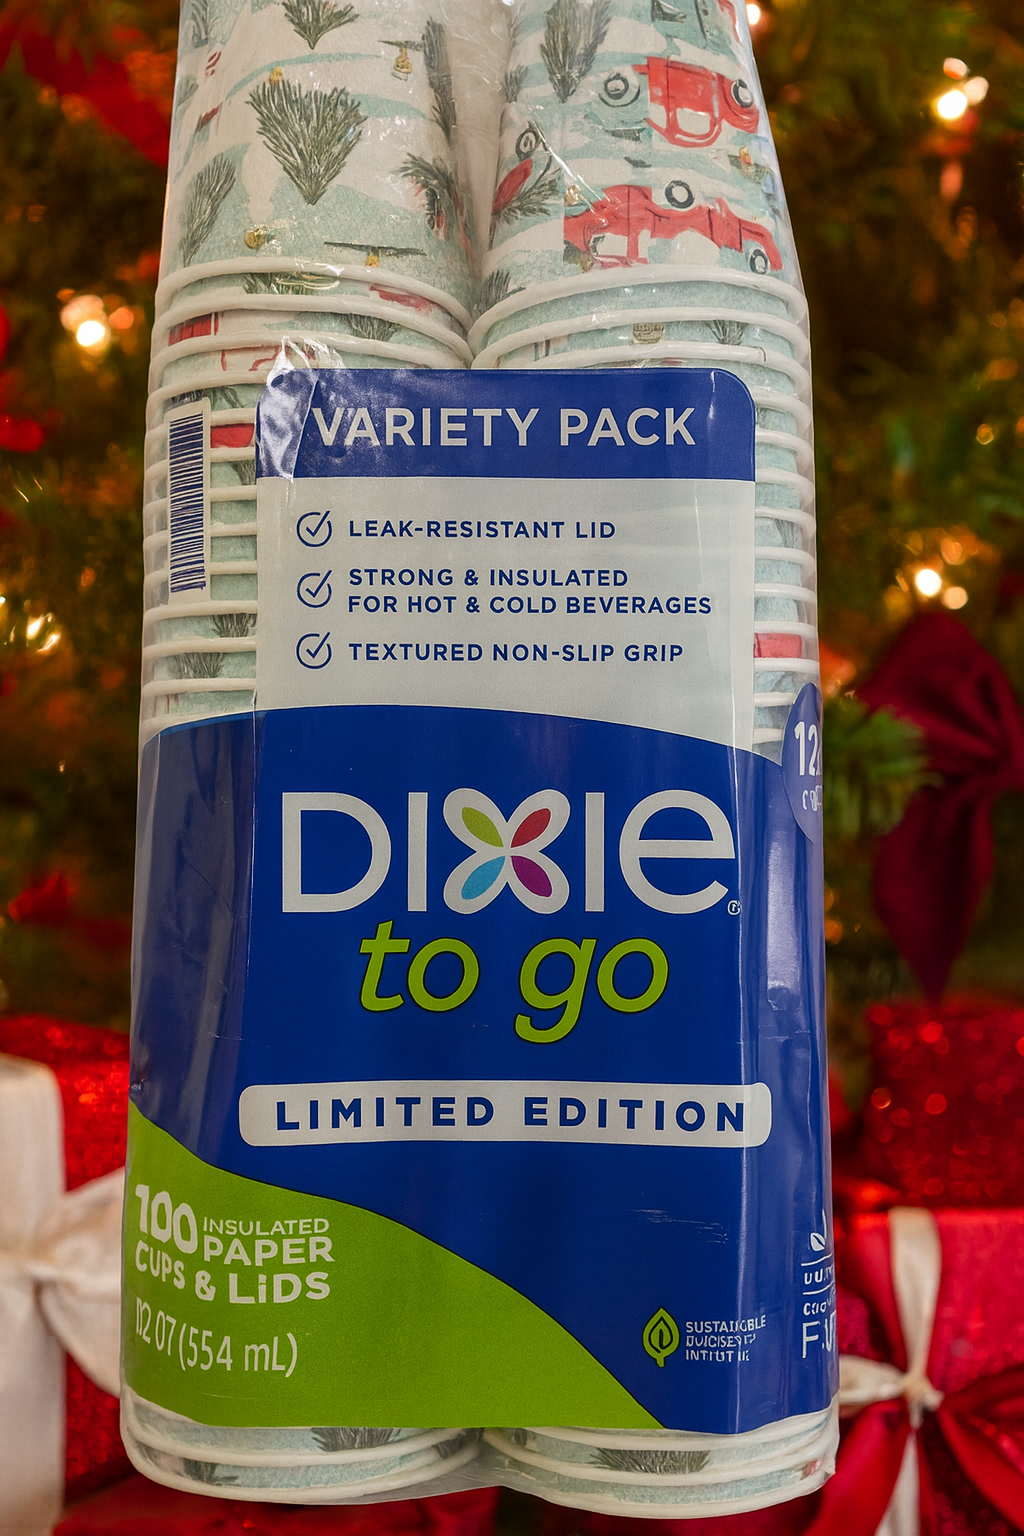 VARIETY PACK
LEAK-RESISTANT LID
STRONG & INSULATED
FOR HOT & COLD BEVERAGES
TEXTURED NON-SLIP GRIP
12
DIXIE
to go
LIMITED EDITION
100 INSULATED
PAPER
CUPS & LiDS
(554 mL)